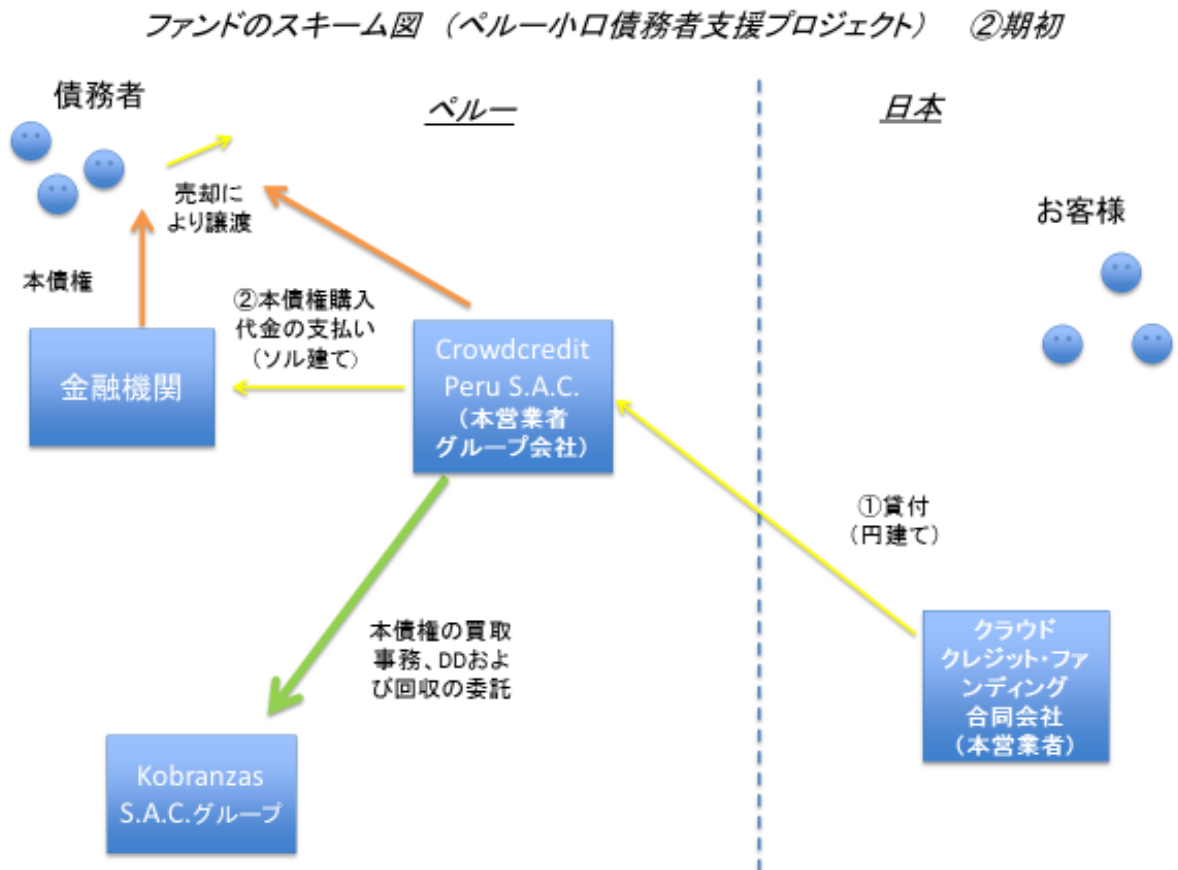 ファンドのスキーム図 （ペルー小口債務者支援プロジェクト） ②期初
債務者
ペルー
日本
売却に
より譲渡
お客様
本債権
②本債権購入
代金の支払い
（ソル建て）
金融機関
Crowdcredit
Peru S.A.C.
（本営業者
グループ会社）
①貸付
（円建て）
本債権の買取
事務、DDおよ
び回収の委託
クラウド
クレジット・ファ
ンディング
合同会社
（本営業者）
Kobranzas
S.A.C.グループ